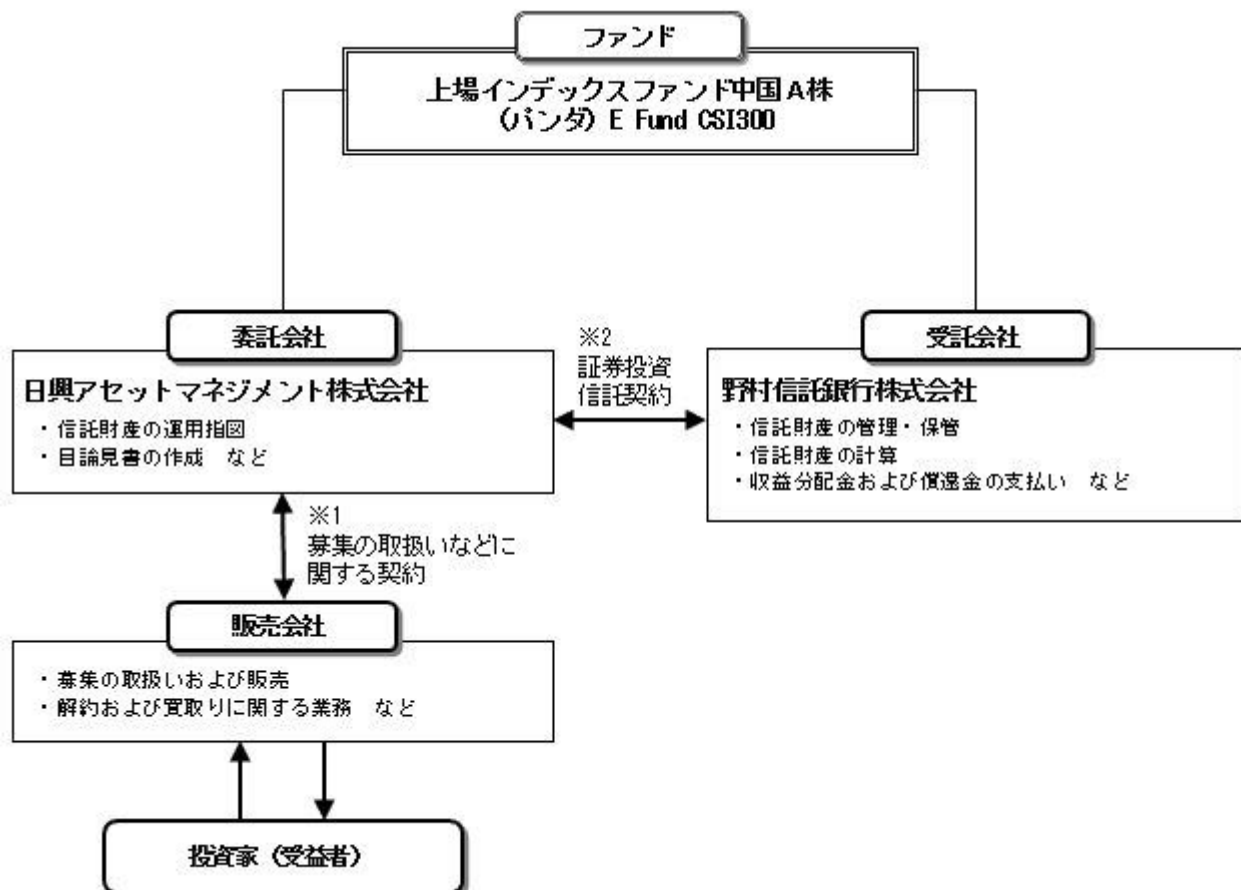 ファンド
上場インデックスファンド中国A株
(パンダ) E Fund CSI300
委託会社
日興アセットマネジメント株式会社
・信託財産の運用指図
・目論見書の作成 など
※2
証券投資
信託契約
受託会社
野村信託銀行株式会社
・信託財産の管理・保管
・信託財産の計算
・収益分配金および償還金の支払い など
※1
募集の取扱いなどに
関する契約
販売会社
・募集の取扱いおよび販売
・解約および買取りに関する業務 など
投資家(受益者)